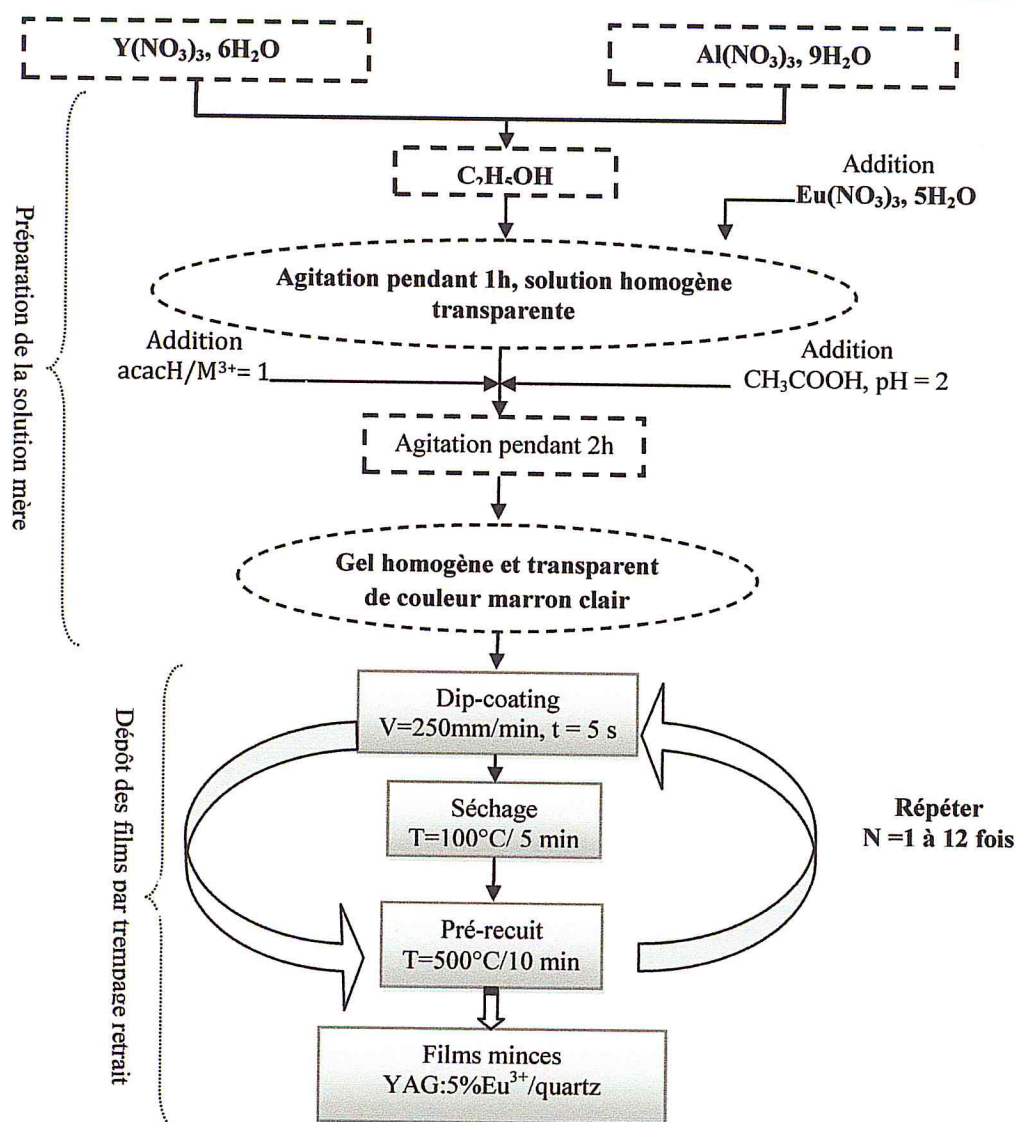 Y(NO₃)₃, 6H₂O
Al(NO₃)₃, 9H₂O
C₂H₅OH
Addition
Eu(NO₃)₃, 5H₂O
Agitation pendant 1h, solution homogène
transparente
Addition
acacH/M³⁺= 1
Addition
CH₃COOH, pH = 2
Agitation pendant 2h
Gel homogène et transparent
de couleur marron clair
Préparation de la solution mère
Dip-coating
V=250mm/min, t = 5 s
Séchage
T=100°C/ 5 min
Répéter
N =1 à 12 fois
Pré-recuit
T=500°C/10 min
Films minces
YAG:5%Eu³⁺/quartz
Dépôt des films par trempage retrait